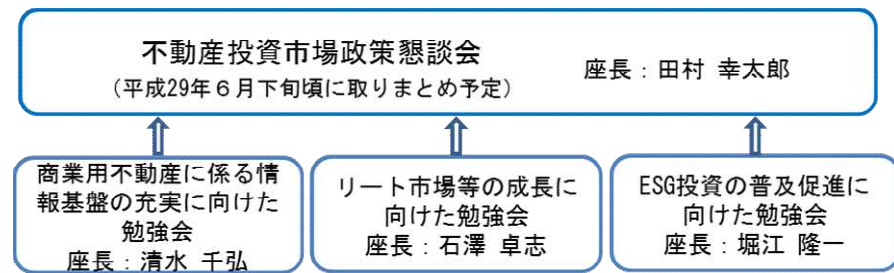 不動産投資市場政策懇談会
(平成29年6月下旬頃に取りまとめ予定)
座長:田村 幸太郎
商業用不動産に係る情
報基盤の充実に向けた
勉強会
座長:清水 千弘
リート市場等の成長に
向けた勉強会
座長:石澤 卓志
ESG投資の普及促進に
向けた勉強会
座長:堀江 隆一